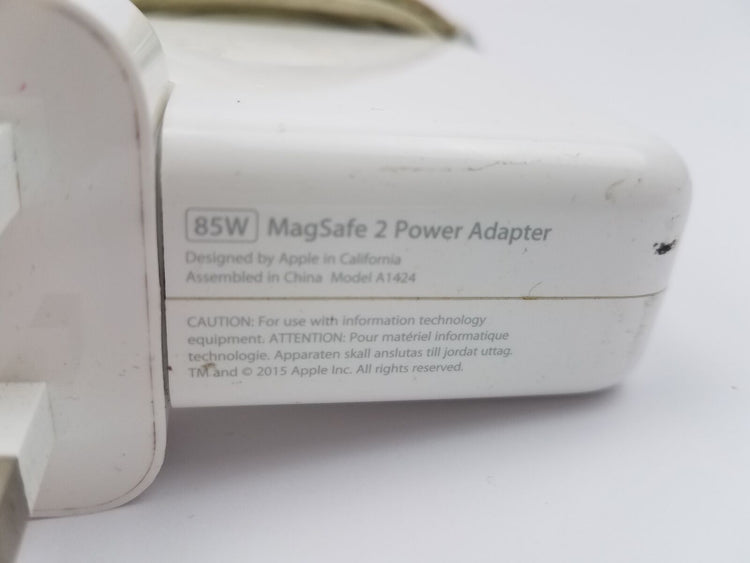 85W MagSafe 2 Power Adapter
Designed by Apple in California
Assembled in China Model A1424
CAUTION: For use with information technology
equipment. ATTENTION: Pour matériel informatique
technologie. Apparaten skall anslutas till jordat uttag.
TM and © 2015 Apple Inc. All rights reserved.